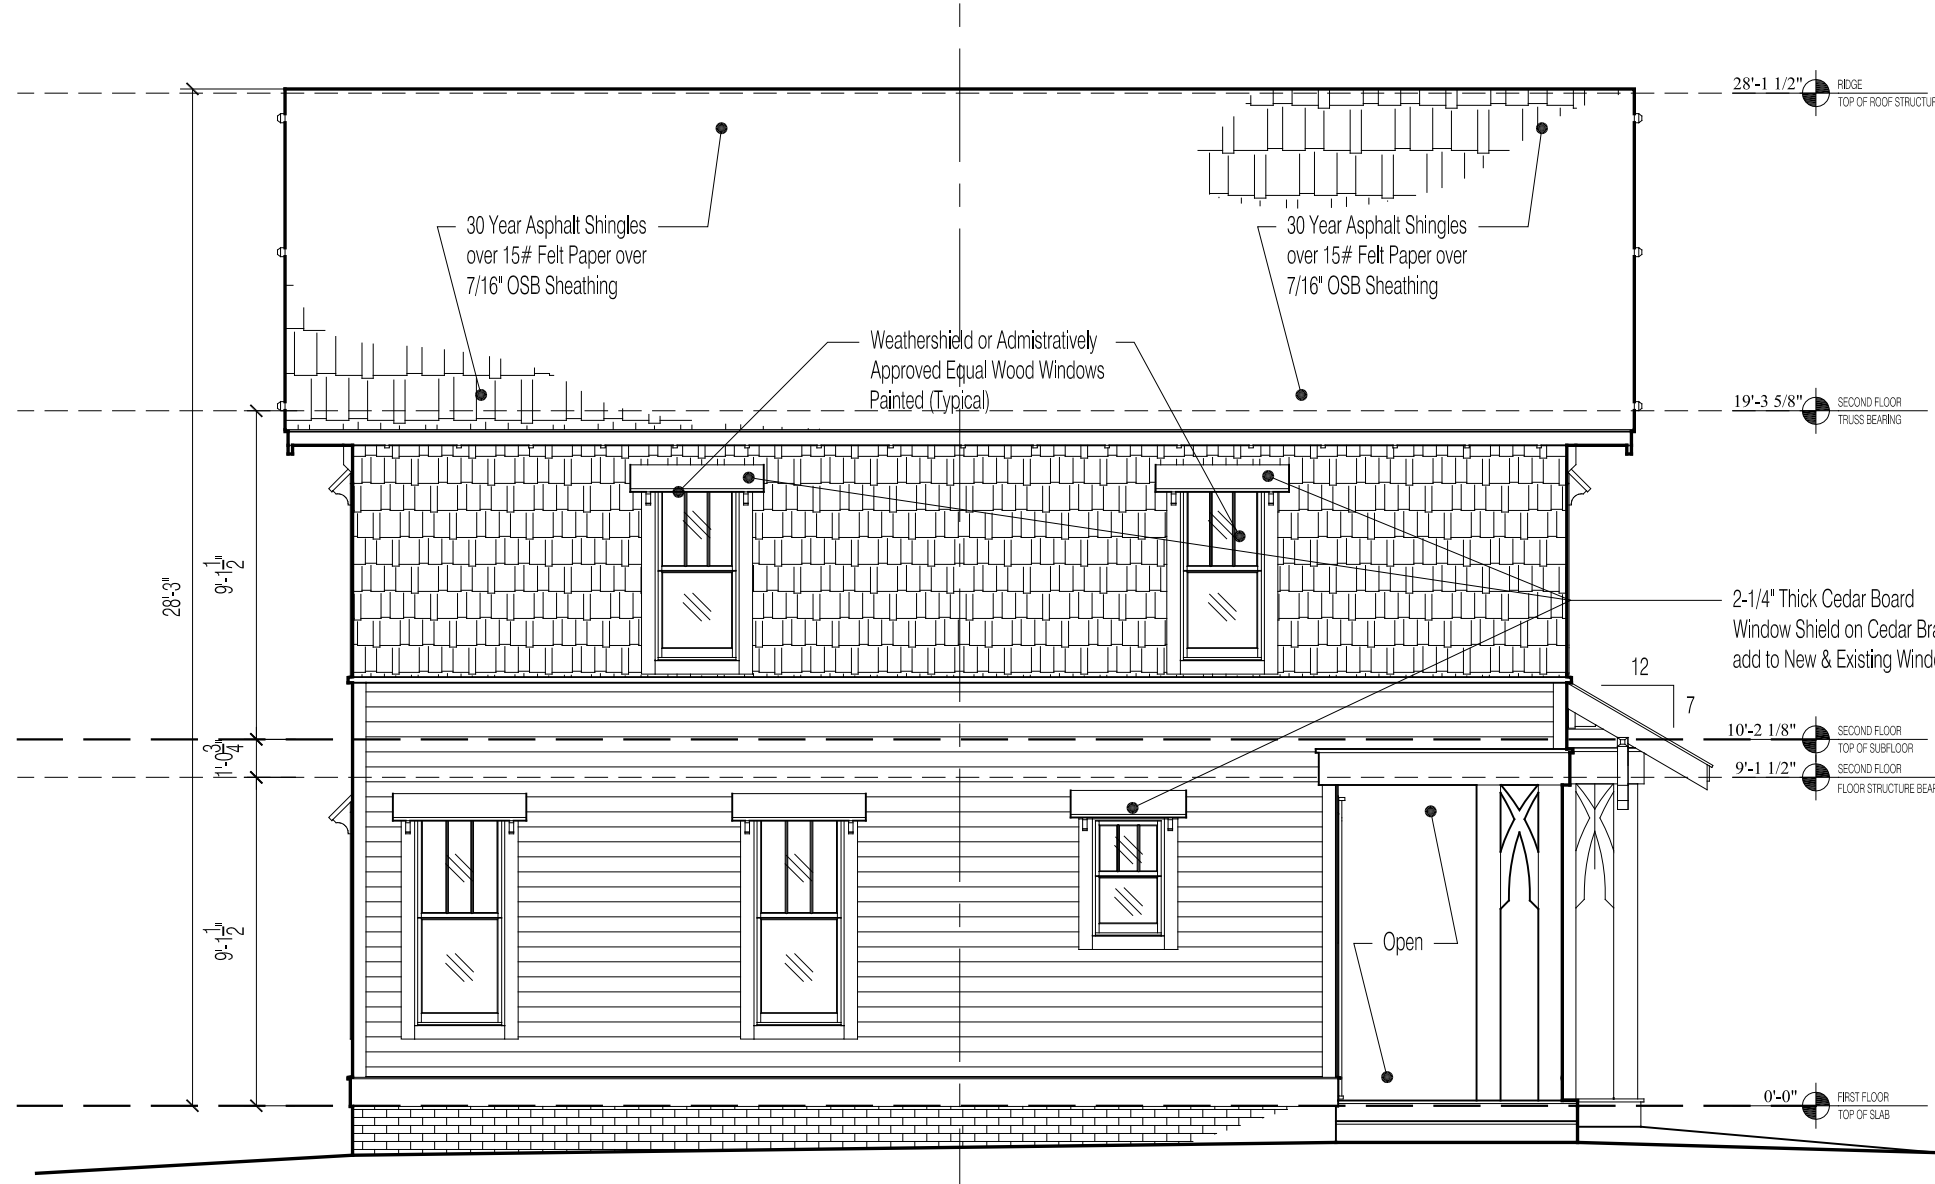 28'-1 1/2"
RIDGE
TOP OF ROOF STRUCTUR
30 Year Asphalt Shingles
over 15# Felt Paper over
7/16" OSB Sheathing
30 Year Asphalt Shingles
over 15# Felt Paper over
7/16" OSB Sheathing
Weathershield or Admistratively
Approved Equal Wood Windows
Painted (Typical)
19'-3 5/8"
SECOND FLOOR
TRUSS BEARING
28'-3"
9'-1 1/2"
2-1/4" Thick Cedar Board
Window Shield on Cedar Bra
add to New & Existing Wind
12
7
10'-2 1/8"
SECOND FLOOR
TOP OF SUBFLOOR
1'-0 3/4"
9'-1 1/2"
SECOND FLOOR
FLOOR STRUCTURE BEAR
9'-1 1/2"
Open
0'-0"
FIRST FLOOR
TOP OF SLAB